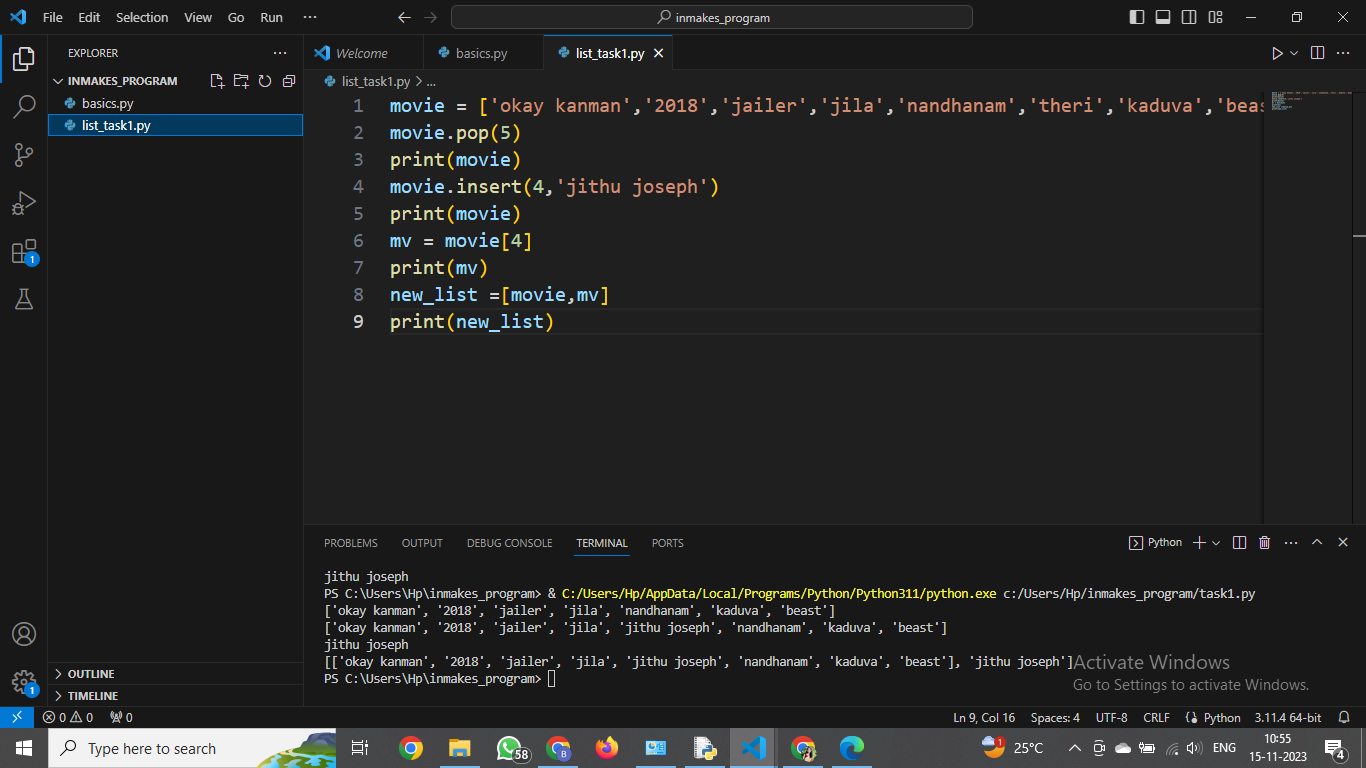 File Edit Selection View Go Run ... inmakes_program
EXPLORER ...
Welcome basics.py list_task1.py
INMAKES_PROGRAM
list_task1.py > ...
basics.py
list_task1.py
1 movie = ['okay kanman','2018','jailer','jila','nandhanam','theri','kaduva','beas
2 movie.pop(5)
3 print(movie)
4 movie.insert(4,'jithu joseph')
5 print(movie)
6 mv = movie[4]
7 print(mv)
8 new_list =[movie,mv]
9 print(new_list)
1
PROBLEMS OUTPUT DEBUG CONSOLE TERMINAL PORTS Python
jithu joseph
PS C:\Users\Hp\inmakes_program> & C:/Users/Hp/AppData/Local/Programs/Python/Python311/python.exe c:/Users/Hp/inmakes_program/task1.py
['okay kanman', '2018', 'jailer', 'jila', 'nandhanam', 'kaduva', 'beast']
['okay kanman', '2018', 'jailer', 'jila', 'jithu joseph', 'nandhanam', 'kaduva', 'beast']
jithu joseph
[['okay kanman', '2018', 'jailer', 'jila', 'jithu joseph', 'nandhanam', 'kaduva', 'beast'], 'jithu joseph']
PS C:\Users\Hp\inmakes_program>
Activate Windows
Go to Settings to activate Windows.
OUTLINE
1
TIMELINE
0 0 0 Ln 9, Col 16 Spaces: 4 UTF-8 CRLF Python 3.11.4 64-bit
Type here to search 58 B 1 25°C ENG 10:55
15-11-2023 4